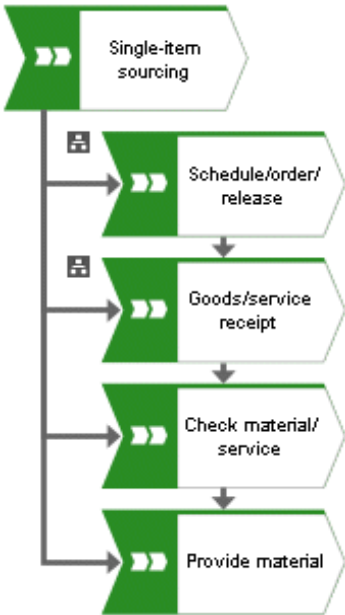 Single-item
sourcing
Schedule/order/
release
Goods/service
receipt
Check material/
service
Provide material